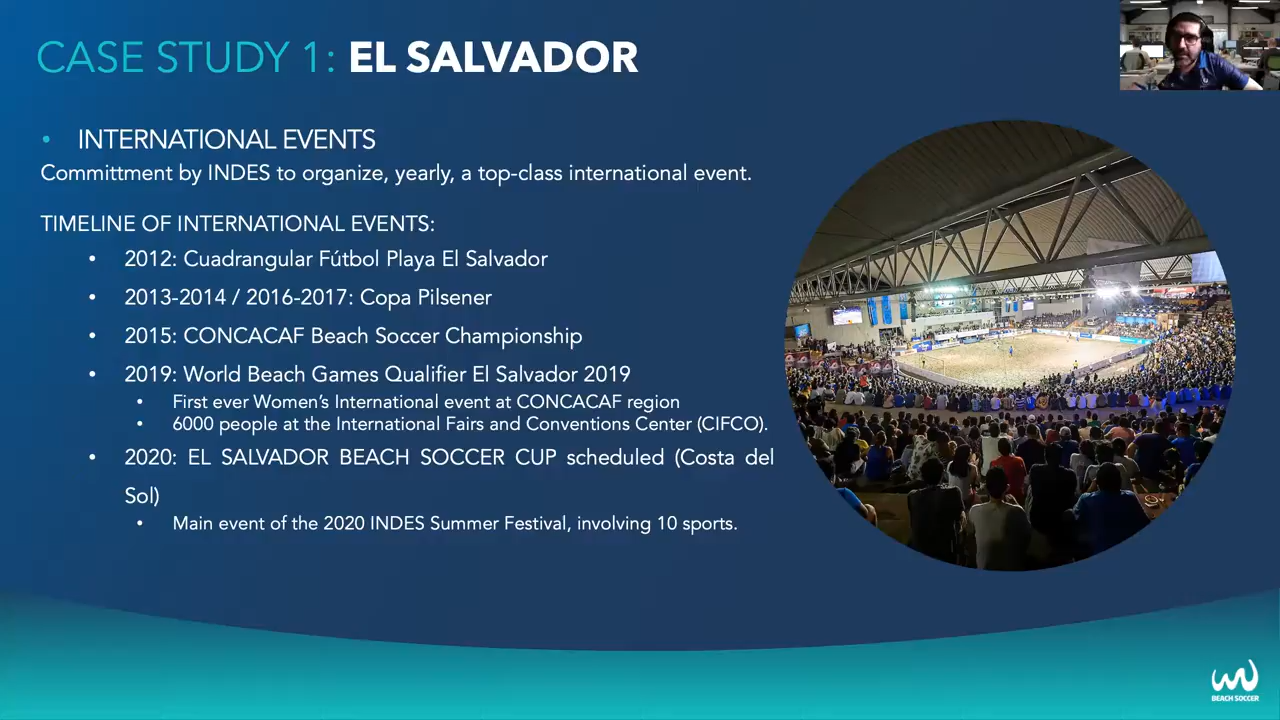 CASE STUDY 1: EL SALVADOR
• INTERNATIONAL EVENTS
Committment by INDES to organize, yearly, a top-class international event.
TIMELINE OF INTERNATIONAL EVENTS:
• 2012: Cuadrangular Fútbol Playa El Salvador
• 2013-2014 / 2016-2017: Copa Pilsener
• 2015: CONCACAF Beach Soccer Championship
• 2019: World Beach Games Qualifier El Salvador 2019
• First ever Women’s International event at CONCACAF region
• 6000 people at the International Fairs and Conventions Center (CIFCO).
• 2020: EL SALVADOR BEACH SOCCER CUP scheduled (Costa del
Sol)
• Main event of the 2020 INDES Summer Festival, involving 10 sports.
BEACH SOCCER